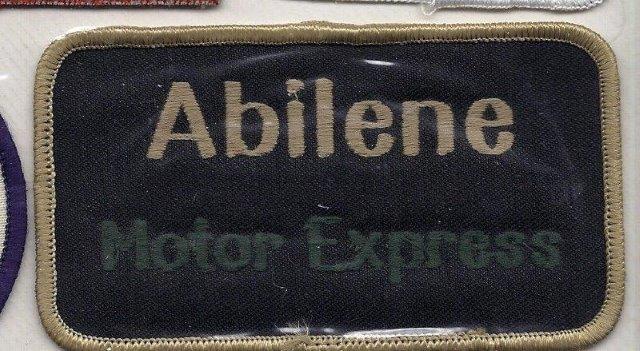 Abilene
Motor Express